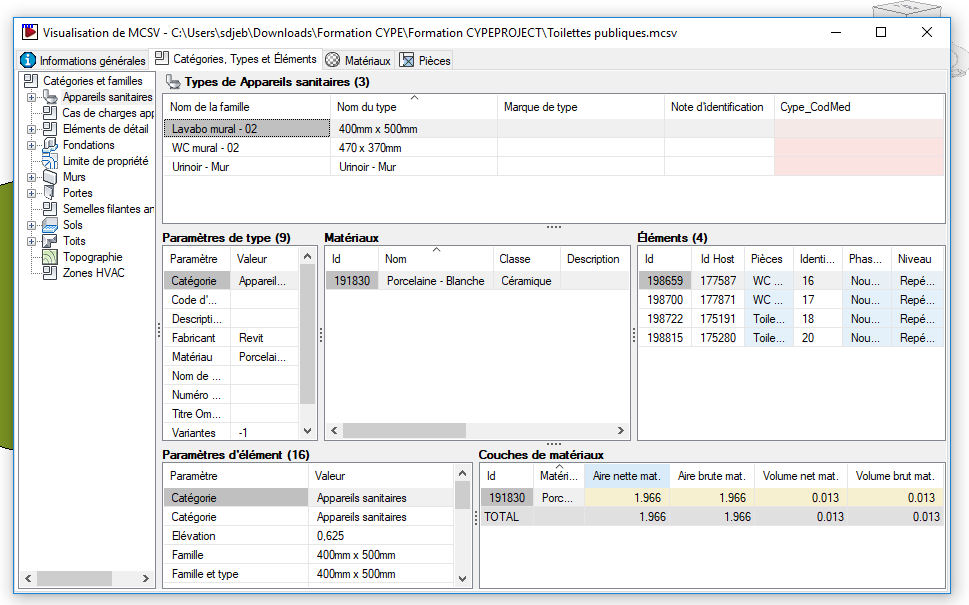 Visualisation de MCSV - C:\Users\sdjeb\Downloads\Formation CYPE\Formation CYPEPROJECT\Toilettes publiques.mcsv
Informations générales
Catégories, Types et Éléments
Matériaux
Pièces
Catégories et familles
Appareils sanitaires
Cas de charges app
Eléments de détail
Fondations
Limite de propriété
Murs
Portes
Semelles filantes ar
Sols
Toits
Topographie
Zones HVAC
Types de Appareils sanitaires (3)
Nom de la famille Nom du type Marque de type Note d'identification Cype_CodMed
Lavabo mural - 02 400mm x 500mm
WC mural - 02 470 x 370mm
Urinoir - Mur Urinoir - Mur
Paramètres de type (9)
Paramètre Valeur
Catégorie Appareil...
Code d'...
Descripti...
Fabricant Revit
Matériau Porcelai...
Nom de ...
Numéro ...
Titre Om...
Variantes -1
Matériaux
Id Nom Classe Description
191830 Porcelaine - Blanche Céramique
Éléments (4)
Id Id Host Pièces Identi... Phas... Niveau
198659 177587 WC ... 16 Nou... Repé...
198700 177871 WC ... 17 Nou... Repé...
198722 175191 Toile... 18 Nou... Repé...
198815 175280 Toile... 20 Nou... Repé...
Paramètres d'élément (16)
Paramètre Valeur
Catégorie Appareils sanitaires
Catégorie Appareils sanitaires
Elévation 0,625
Famille 400mm x 500mm
Famille et type 400mm x 500mm
Couches de matériaux
Id Matéri... Aire nette mat. Aire brute mat. Volume net mat. Volume brut mat.
191830 Porc... 1.966 1.966 0.013 0.013
TOTAL 1.966 1.966 0.013 0.013